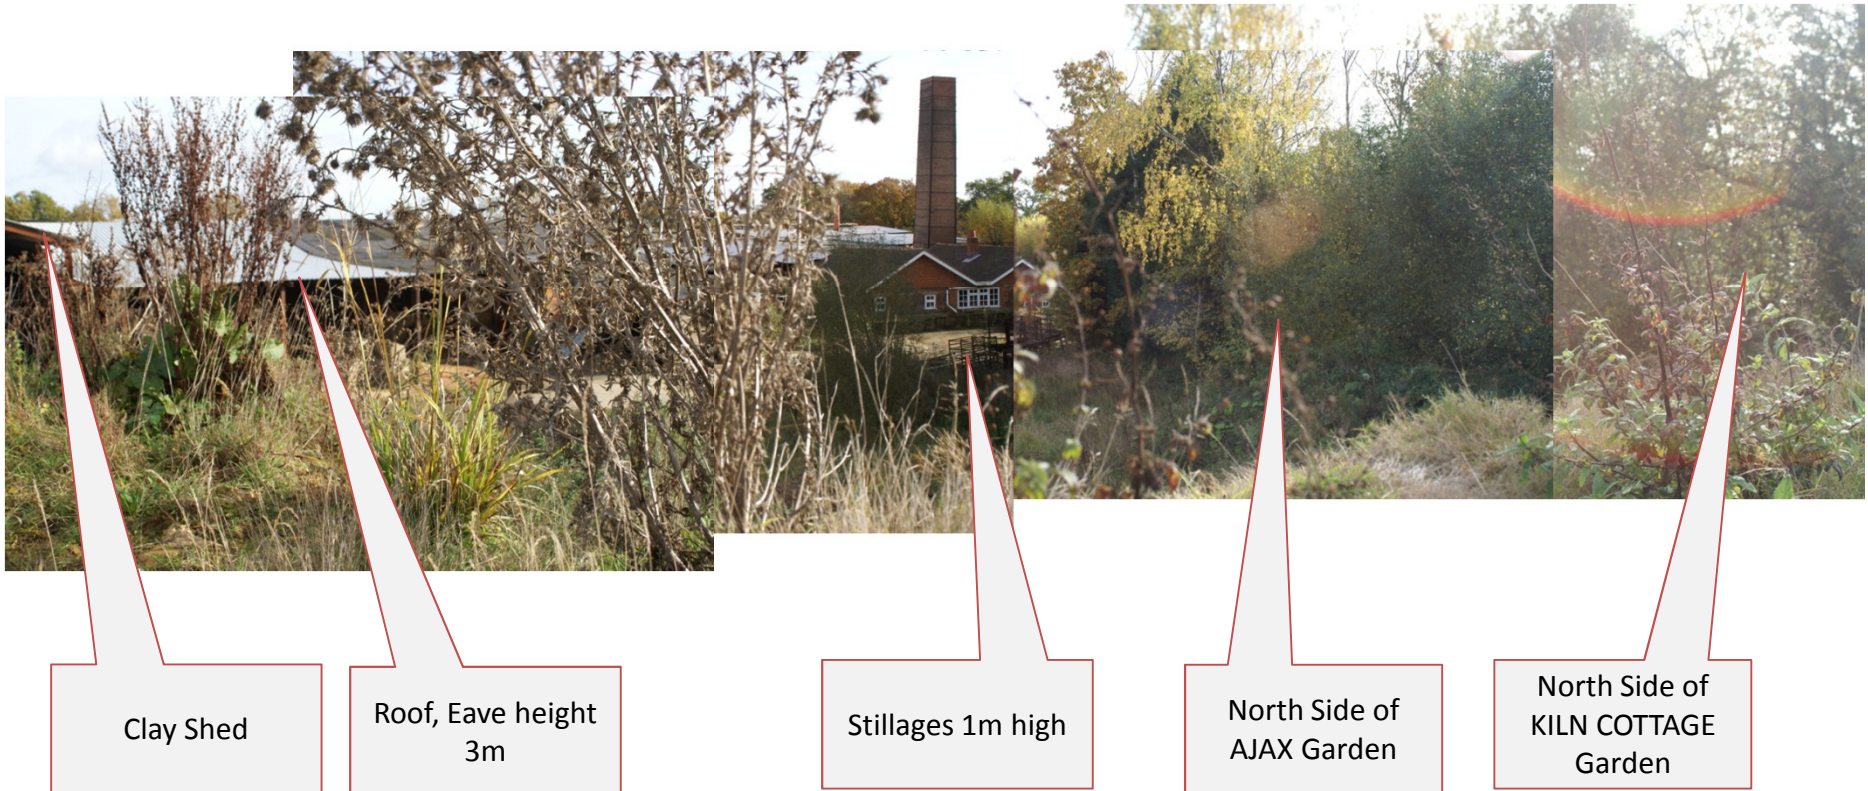 Clay Shed
Roof, Eave height
3m
Stillages 1m high
North Side of
AJAX Garden
North Side of
KILN COTTAGE
Garden